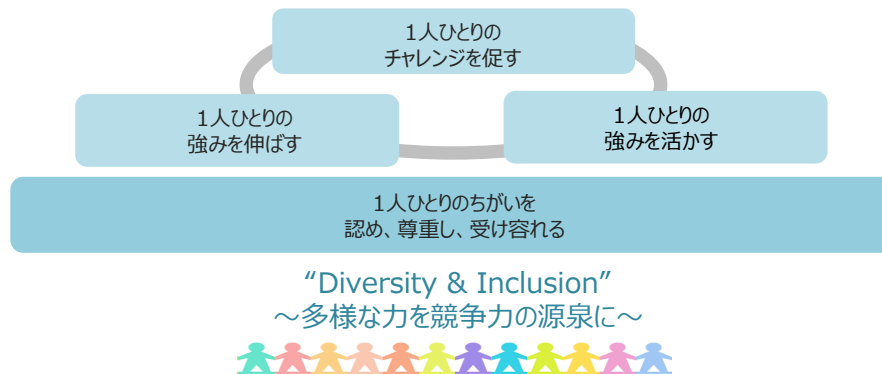 １人ひとりの
チャレンジを促す
１人ひとりの
強みを伸ばす
１人ひとりの
強みを活かす
１人ひとりのちがいを
認め、尊重し、受け容れる
“Diversity & Inclusion”
～多様な力を競争力の源泉に～